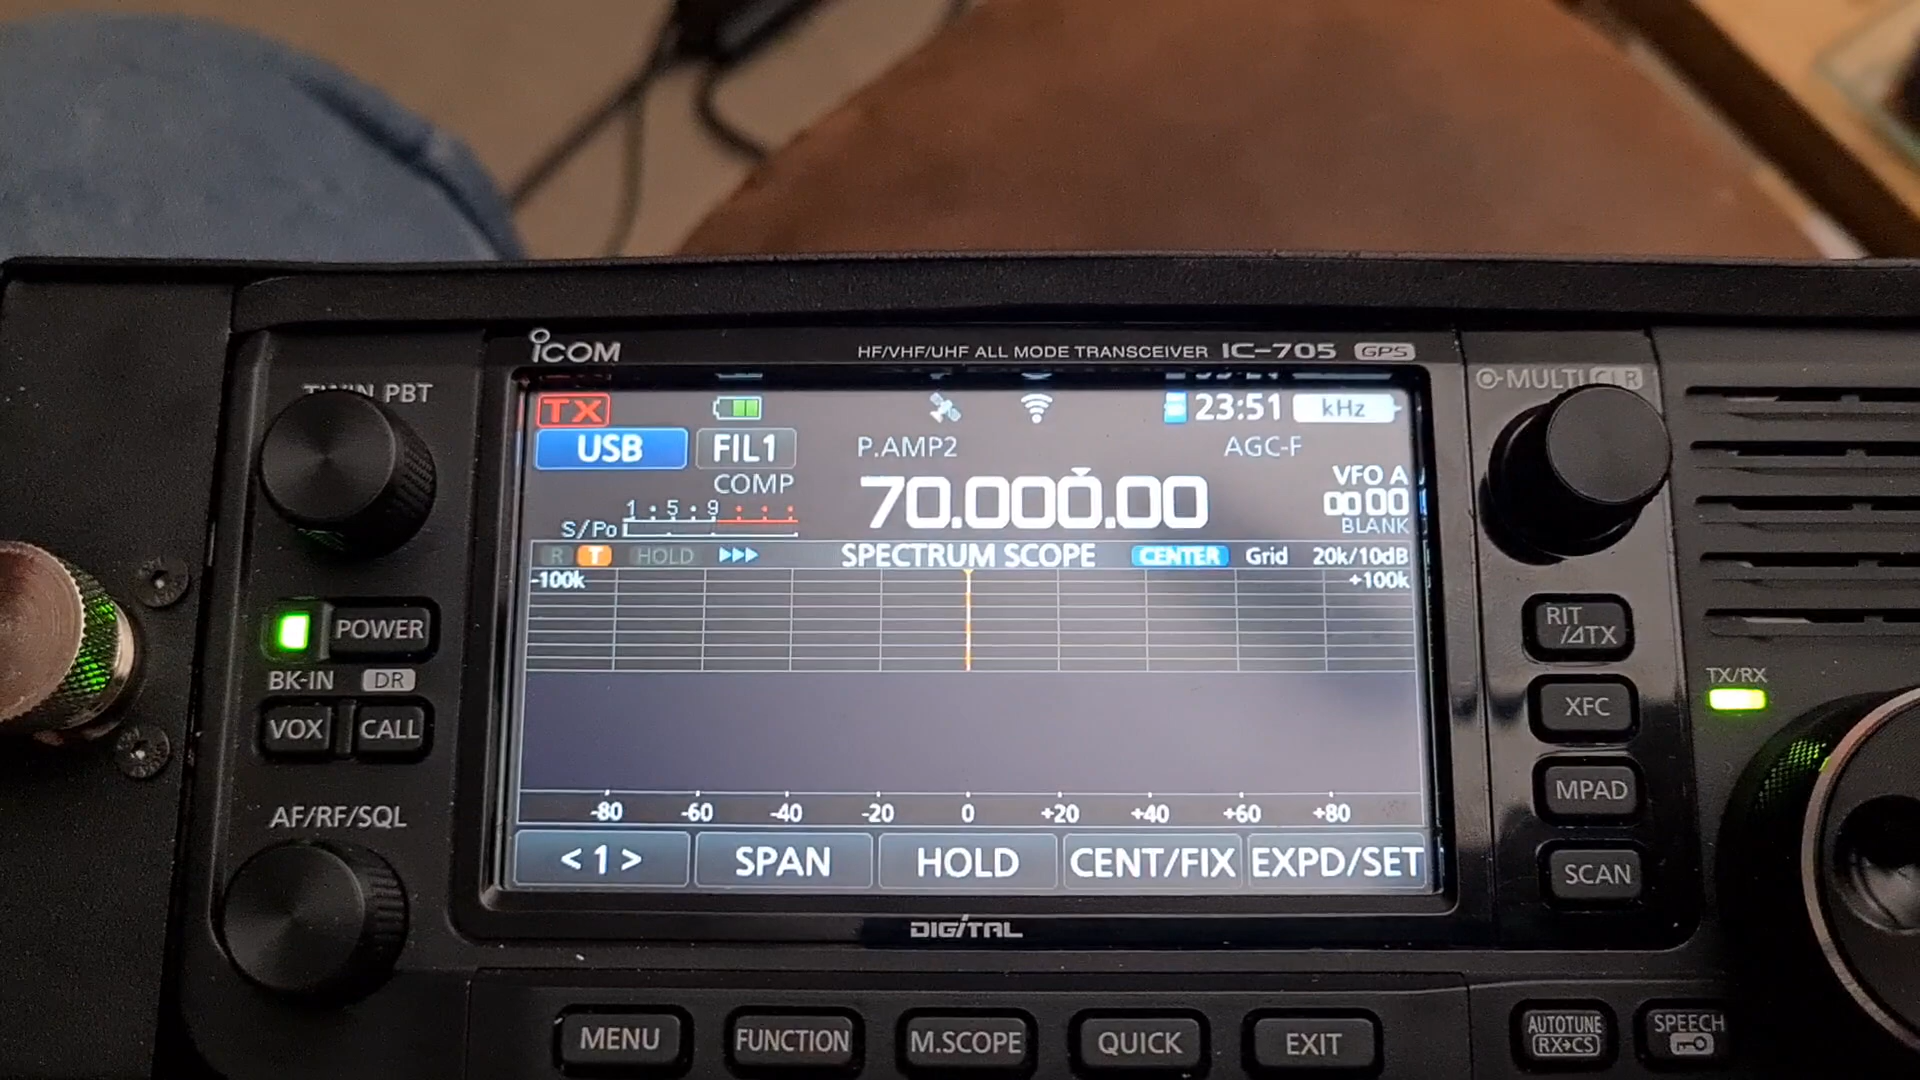 iCOM
HF/VHF/UHF ALL MODE TRANSCEIVER IC-705 GPS
TWIN PBT
MULTI CLR
TX 23:51 kHz
USB FIL1 P.AMP2 AGC-F
COMP
70.000.00
VFO A
00 00
BLANK
1 5 9
S/Po
R T HOLD SPECTRUM SCOPE CENTER Grid 20k/10dB
-100k +100k
-80 -60 -40 -20 0 +20 +40 +60 +80
< 1 > SPAN HOLD CENT/FIX EXPD/SET
DIGITAL
POWER
BK-IN DR
VOX CALL
AF/RF/SQL
RIT
/⊿TX
XFC
MPAD
SCAN
TX/RX
MENU FUNCTION M.SCOPE QUICK EXIT
AUTOTUNE
RX→CS
SPEECH